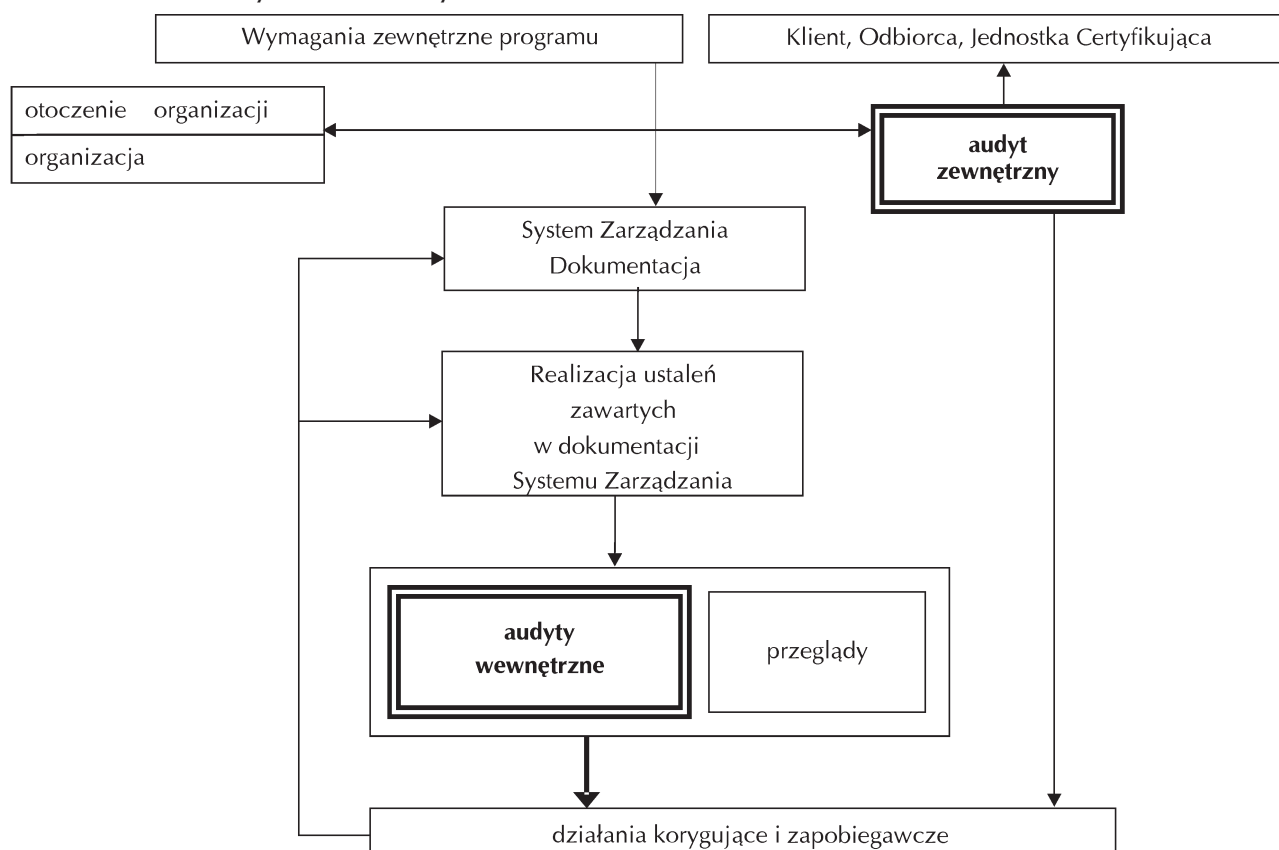 Wymagania zewnętrzne programu
Klient, Odbiorca, Jednostka Certyfikująca
otoczenie organizacji
organizacja
audyt
zewnętrzny
System Zarządzania
Dokumentacja
Realizacja ustaleń
zawartych
w dokumentacji
Systemu Zarządzania
audyty
wewnętrzne
przeglądy
działania korygujące i zapobiegawcze